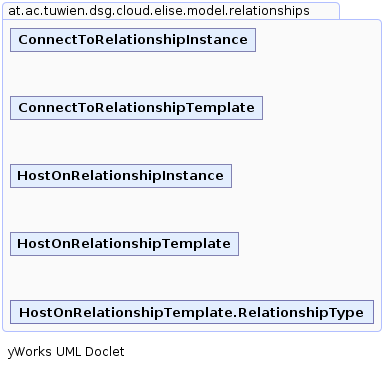 at.ac.tuwien.dsg.cloud.elise.model.relationships
ConnectToRelationshipInstance
ConnectToRelationshipTemplate
HostOnRelationshipInstance
HostOnRelationshipTemplate
HostOnRelationshipTemplate.RelationshipType
yWorks UML Doclet